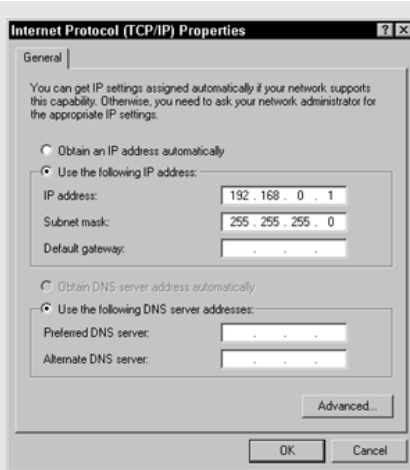 Internet Protocol (TCP/IP) Properties
General
You can get IP settings assigned automatically if your network supports
this capability. Otherwise, you need to ask your network administrator for
the appropriate IP settings.
Obtain an IP address automatically
Use the following IP address:
IP address: 192 . 168 . 0 . 1
Subnet mask: 255 . 255 . 255 . 0
Default gateway: . . .
Obtain DNS server address automatically
Use the following DNS server addresses:
Preferred DNS server: . . .
Alternate DNS server: . . .
Advanced...
OK Cancel